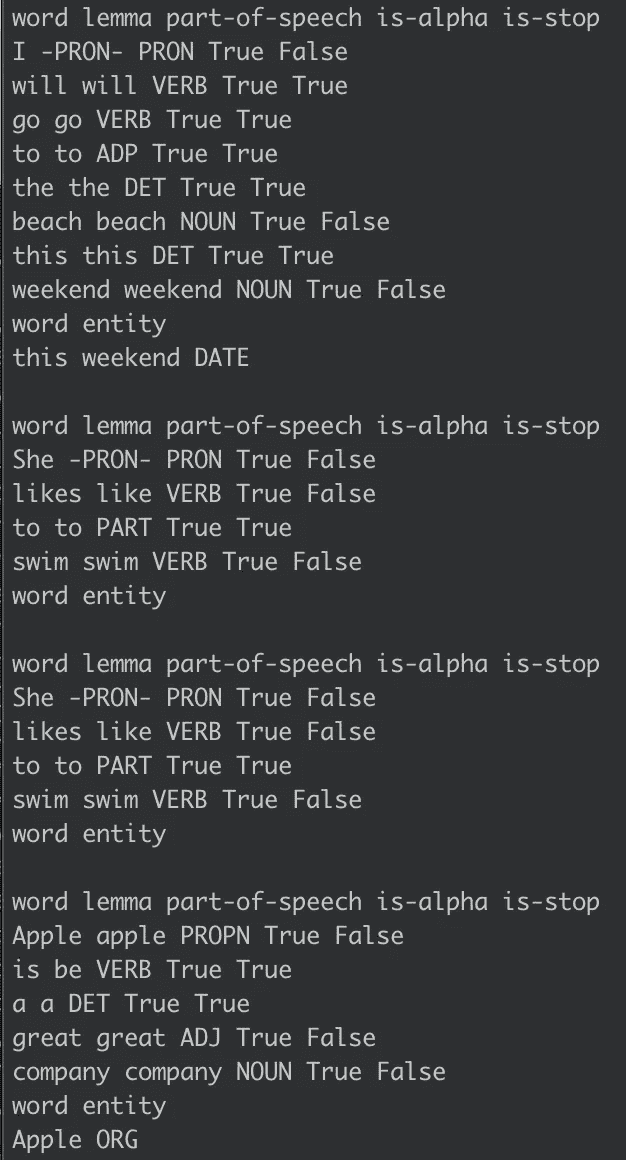 word lemma part-of-speech is-alpha is-stop
I -PRON- PRON True False
will will VERB True True
go go VERB True True
to to ADP True True
the the DET True True
beach beach NOUN True False
this this DET True True
weekend weekend NOUN True False
word entity
this weekend DATE
word lemma part-of-speech is-alpha is-stop
She -PRON- PRON True False
likes like VERB True False
to to PART True True
swim swim VERB True False
word entity
word lemma part-of-speech is-alpha is-stop
She -PRON- PRON True False
likes like VERB True False
to to PART True True
swim swim VERB True False
word entity
word lemma part-of-speech is-alpha is-stop
Apple apple PROPN True False
is be VERB True True
a a DET True True
great great ADJ True False
company company NOUN True False
word entity
Apple ORG